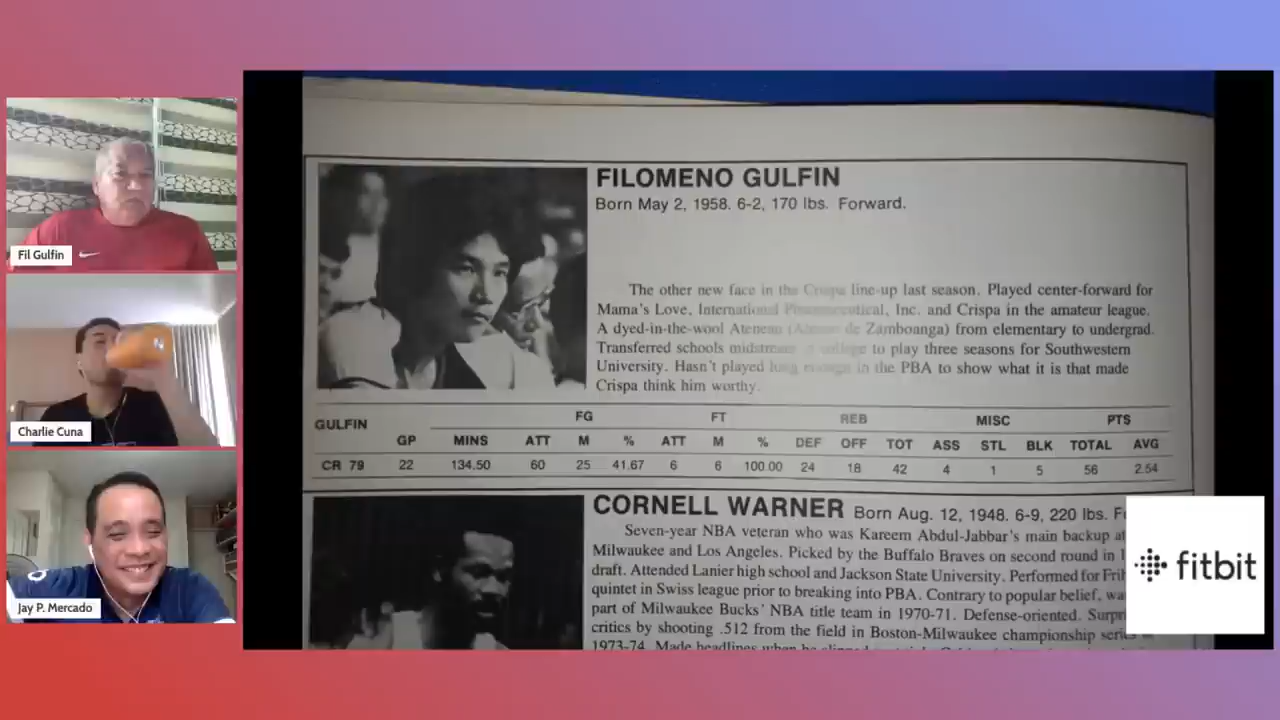 Fil Gulfin
Charlie Cuna
Jay P. Mercado
FILOMENO GULFIN
Born May 2, 1958. 6-2, 170 lbs. Forward.
The other new face in the Crispa line-up last season. Played center-forward for
Mama's Love, International Pharmaceutical, Inc. and Crispa in the amateur league.
A dyed-in-the-wool Atenean (Ateneo de Zamboanga) from elementary to undergrad.
Transferred schools midstream in college to play three seasons for Southwestern
University. Hasn't played long enough in the PBA to show what it is that made
Crispa think him worthy.
GULFIN FG FT REB MISC PTS
GP MINS ATT M % ATT M % DEF OFF TOT ASS STL BLK TOTAL AVG
CR 79 22 134.50 60 25 41.67 6 6 100.00 24 18 42 4 1 5 56 2.54
CORNELL WARNER Born Aug. 12, 1948. 6-9, 220 lbs.
Seven-year NBA veteran who was Kareem Abdul-Jabbar's main backup at
Milwaukee and Los Angeles. Picked by the Buffalo Braves on second round in
draft. Attended Lanier high school and Jackson State University. Performed for
quintet in Swiss league prior to breaking into PBA. Contrary to popular belief,
part of Milwaukee Bucks' NBA title team in 1970-71. Defense-oriented.
critics by shooting .512 from the field in Boston-Milwaukee championship
1973-74. Made headlines when he
N
fitbit